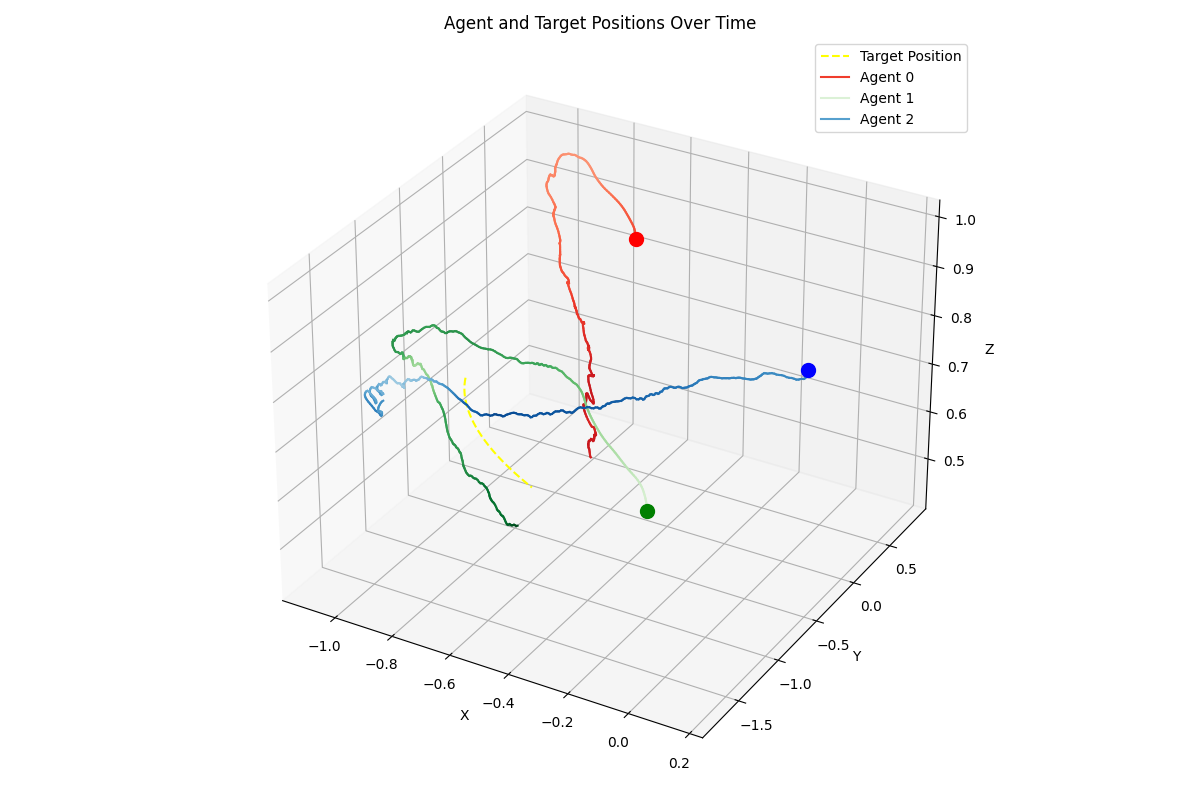 Agent and Target Positions Over Time
Target Position
Agent 0
Agent 1
Agent 2
1.0
0.9
0.8
0.7
0.6
0.5
Z
0.5
0.0
−0.5
−1.0
−1.5
Y
−1.0
−0.8
−0.6
−0.4
−0.2
0.0
0.2
X